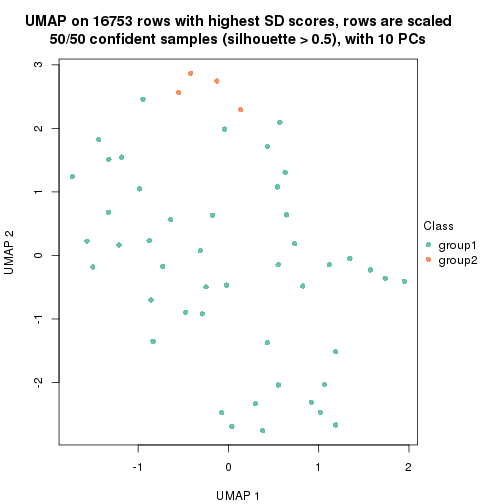 UMAP on 16753 rows with highest SD scores, rows are scaled
50/50 confident samples (silhouette > 0.5), with 10 PCs
3
2
1
0
-1
-2
UMAP 2
-1
0
1
2
UMAP 1
Class
group1
group2